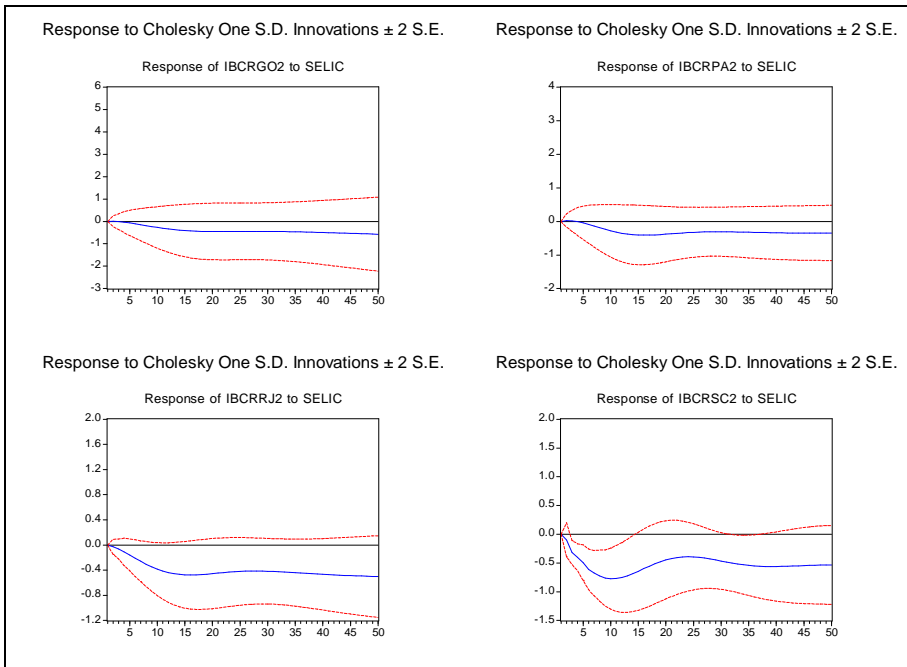 Response to Cholesky One S.D. Innovations ± 2 S.E.
Response of IBCRGO2 to SELIC
6
5
4
3
2
1
0
-1
-2
-3
5 10 15 20 25 30 35 40 45 50
Response to Cholesky One S.D. Innovations ± 2 S.E.
Response of IBCRPA2 to SELIC
4
3
2
1
0
-1
-2
5 10 15 20 25 30 35 40 45 50
Response to Cholesky One S.D. Innovations ± 2 S.E.
Response of IBCRRJ2 to SELIC
2.0
1.6
1.2
0.8
0.4
0.0
-0.4
-0.8
-1.2
5 10 15 20 25 30 35 40 45 50
Response to Cholesky One S.D. Innovations ± 2 S.E.
Response of IBCRSC2 to SELIC
2.0
1.5
1.0
0.5
0.0
-0.5
-1.0
-1.5
5 10 15 20 25 30 35 40 45 50